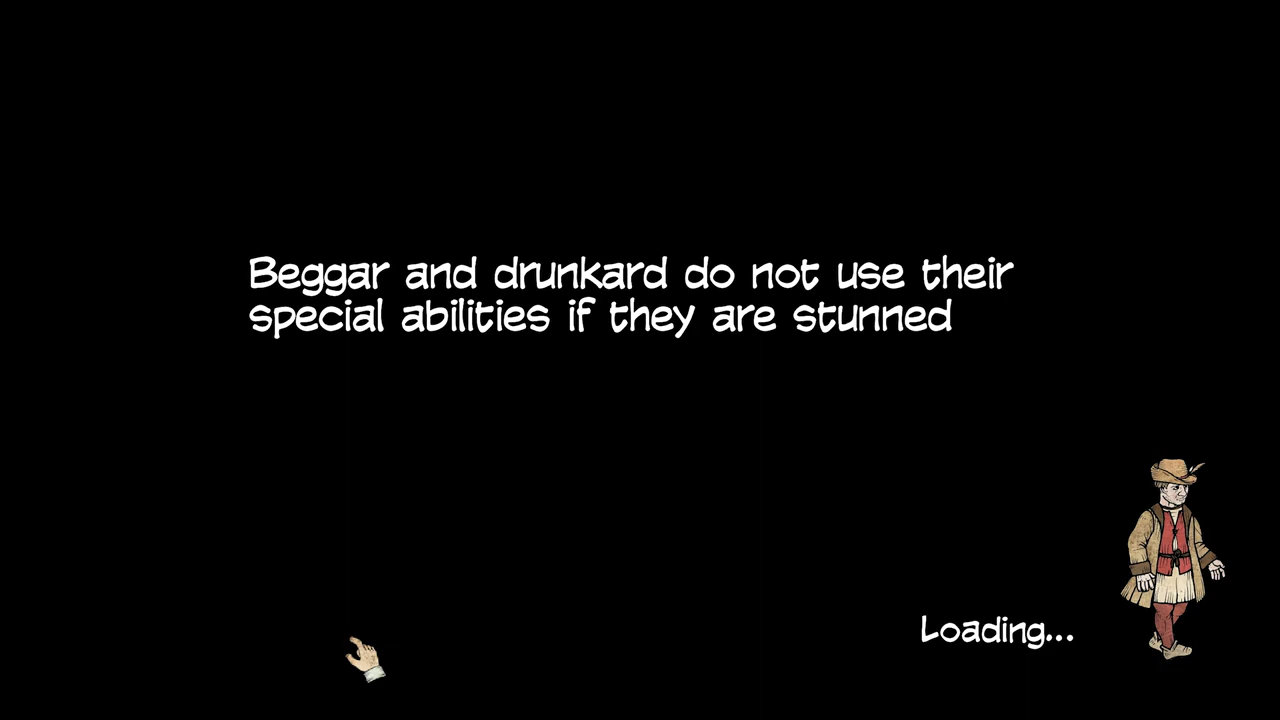 Beggar and drunkard do not use their
special abilities if they are stunned
Loading...